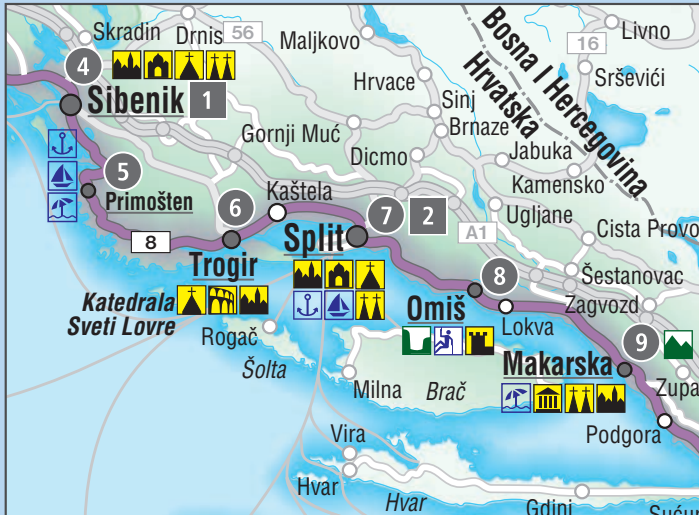 Skradin
Drnis
56
Maljkovo
Livno
16
Bosna I Hercegovina
Hrvatska
4
Sibenik
1
Hrvace
Srševići
Sinj
Gornji Muć
Brnaze
Dicmo
Jabuka
Kamensko
5
Primošten
6
Kaštela
7
2
Ugljane
8
Trogir
Split
A1
Cista Provo
Šestanovac
Katedrala
Sveti Lovre
8
Omiš
Zagvozd
Lokva
Rogač
9
Šolta
Makarska
Milna
Brač
Zupa
Podgora
Vira
Hvar
Hvar
Gdinj
Sućur